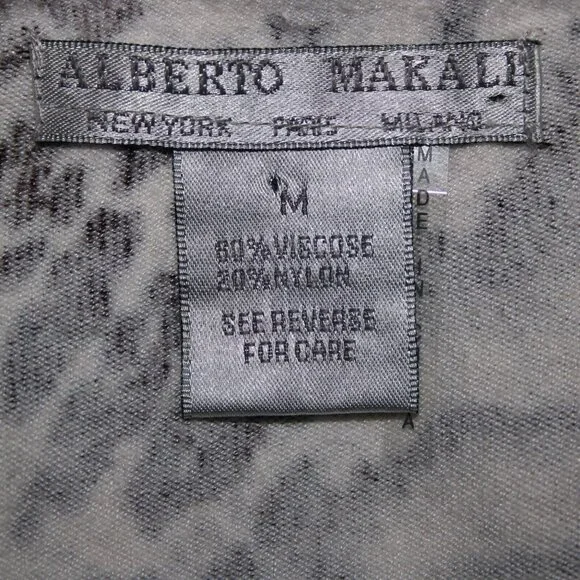 ALBERTO MAKALI
NEW YORK PARIS MILANO
M
80% VISCOSE
20% NYLON
SEE REVERSE
FOR CARE
MADE IN